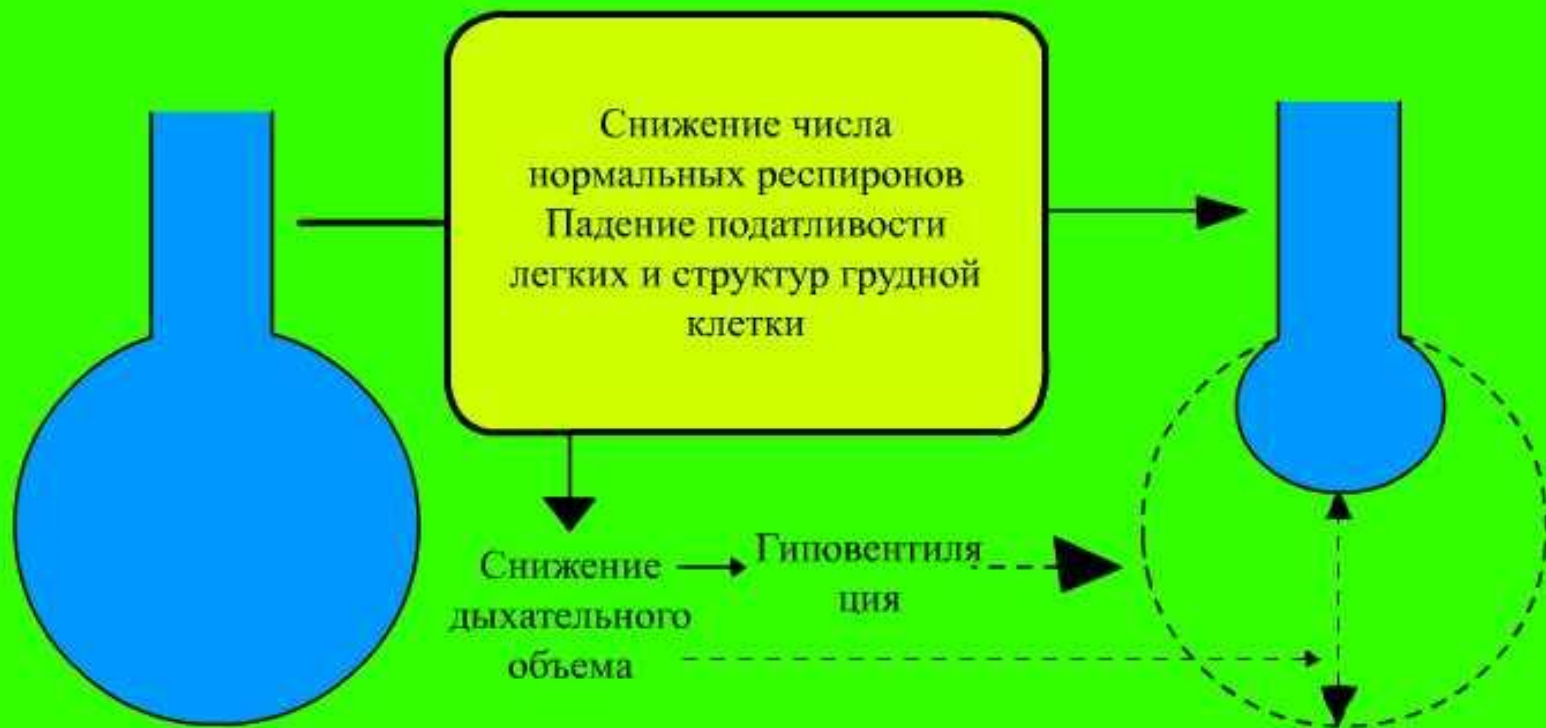 Снижение числа
нормальных респиронов
Падение податливости
легких и структур грудной
клетки
Снижение
дыхательного
объема
Гиповентиля
ция